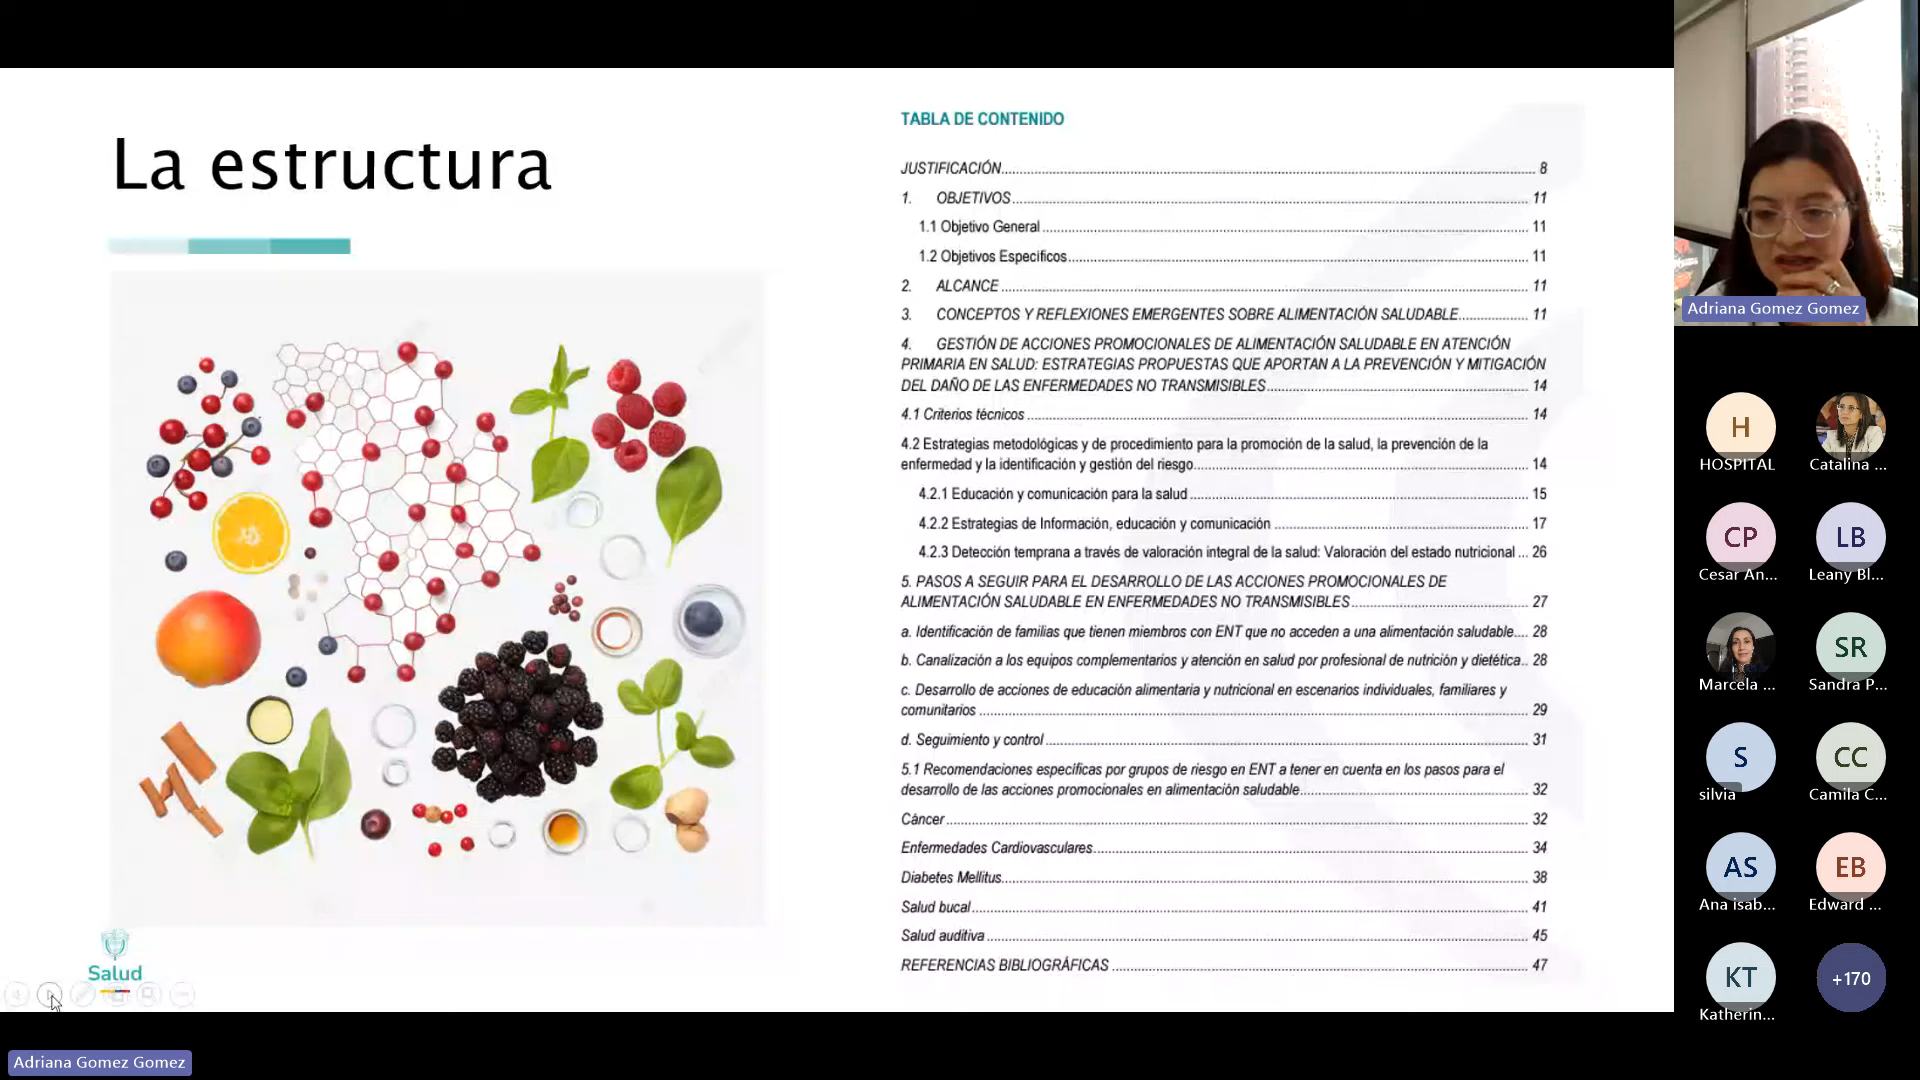 La estructura
TABLA DE CONTENIDO
JUSTIFICACIÓN 8
1. OBJETIVOS 11
1.1 Objetivo General 11
1.2 Objetivos Específicos 11
2. ALCANCE 11
3. CONCEPTOS Y REFLEXIONES EMERGENTES SOBRE ALIMENTACIÓN SALUDABLE 11
4. GESTIÓN DE ACCIONES PROMOCIONALES DE ALIMENTACIÓN SALUDABLE EN ATENCIÓN
PRIMARIA EN SALUD: ESTRATEGIAS PROPUESTAS QUE APORTAN A LA PREVENCIÓN Y MITIGACIÓN
DEL DAÑO DE LAS ENFERMEDADES NO TRANSMISIBLES 14
4.1 Criterios técnicos 14
4.2 Estrategias metodológicas y de procedimiento para la promoción de la salud, la prevención de la
enfermedad y la identificación y gestión del riesgo 14
4.2.1 Educación y comunicación para la salud 15
4.2.2 Estrategias de Información, educación y comunicación 17
4.2.3 Detección temprana a través de valoración integral de la salud: Valoración del estado nutricional ... 26
5. PASOS A SEGUIR PARA EL DESARROLLO DE LAS ACCIONES PROMOCIONALES DE
ALIMENTACIÓN SALUDABLE EN ENFERMEDADES NO TRANSMISIBLES 27
a. Identificación de familias que tienen miembros con ENT que no acceden a una alimentación saludable.... 28
b. Canalización a los equipos complementarios y atención en salud por profesional de nutrición y dietética.. 28
c. Desarrollo de acciones de educación alimentaria y nutricional en escenarios individuales, familiares y
comunitarios 29
d. Seguimiento y control 31
5.1 Recomendaciones específicas por grupos de riesgo en ENT a tener en cuenta en los pasos para el
desarrollo de las acciones promocionales en alimentación saludable 32
Cáncer 32
Enfermedades Cardiovasculares 34
Diabetes Mellitus 38
Salud bucal 41
Salud auditiva 45
REFERENCIAS BIBLIOGRÁFICAS 47
Salud
Adriana Gomez Gomez
Adriana Gomez Gomez
H
HOSPITAL
Catalina ...
CP
Cesar An...
LB
Leany Bl...
Marcela ...
SR
Sandra P...
S
silvia
CC
Camila C...
AS
Ana isab...
EB
Edward ...
KT
Katherin...
+170